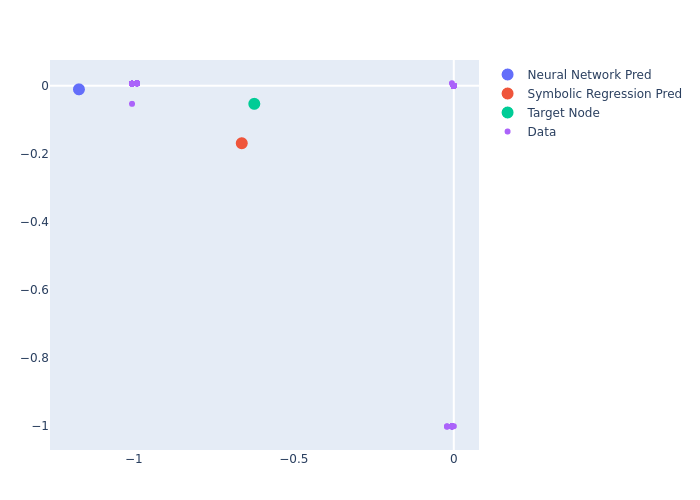 Neural Network Pred
Symbolic Regression Pred
Target Node
Data
0
−0.2
−0.4
−0.6
−0.8
−1
−1
−0.5
0